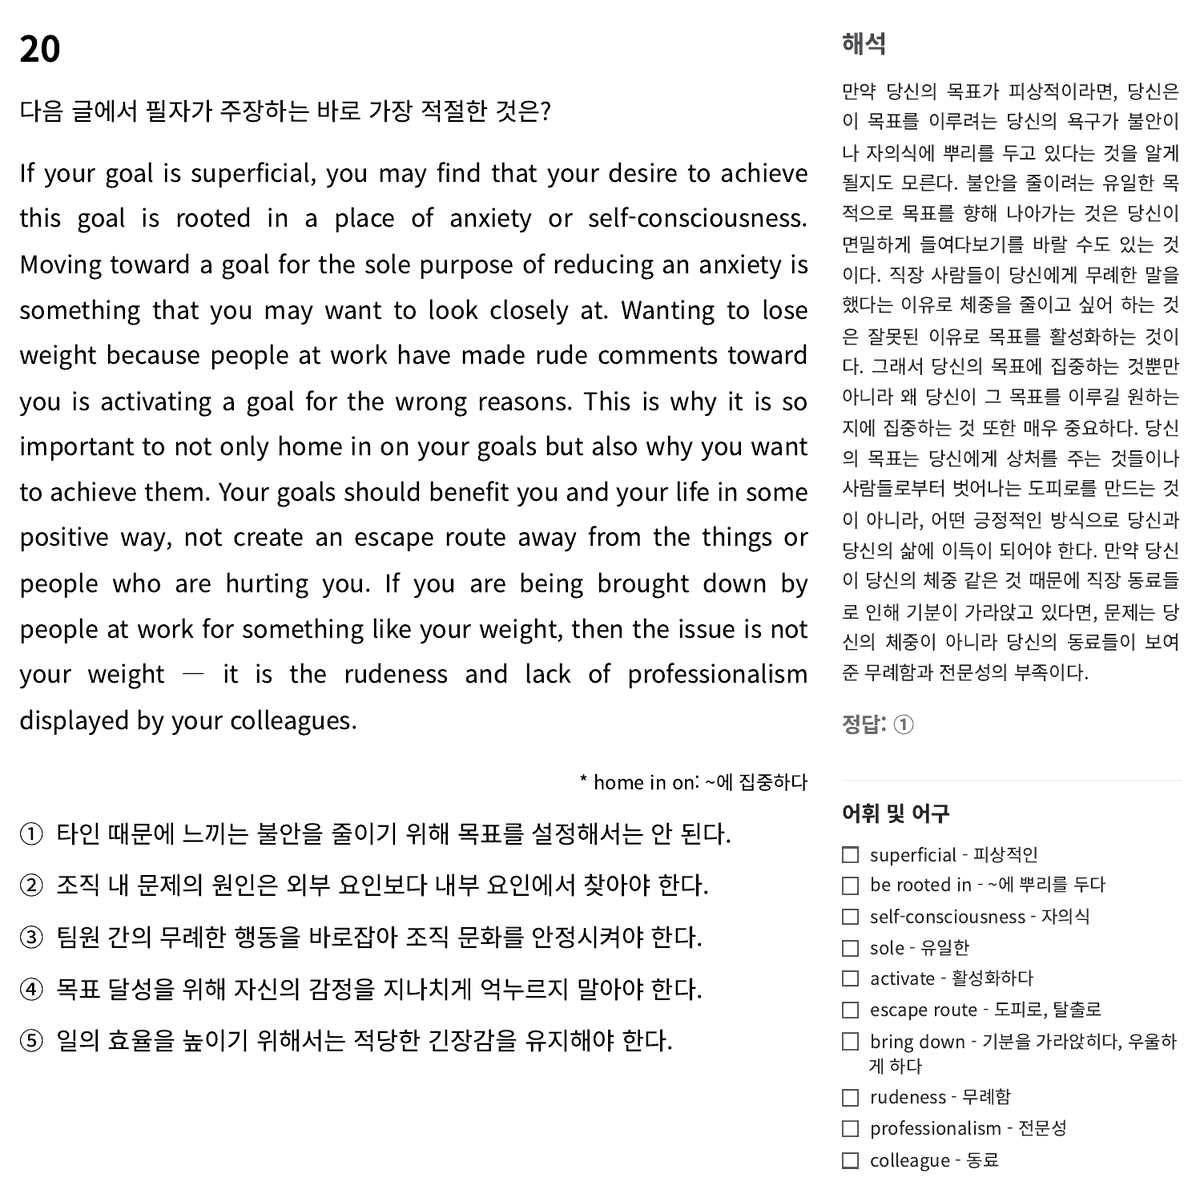 20
다음 글에서 필자가 주장하는 바로 가장 적절한 것은?
If your goal is superficial, you may find that your desire to achieve
this goal is rooted in a place of anxiety or self-consciousness.
Moving toward a goal for the sole purpose of reducing an anxiety is
something that you may want to look closely at. Wanting to lose
weight because people at work have made rude comments toward
you is activating a goal for the wrong reasons. This is why it is so
important to not only home in on your goals but also why you want
to achieve them. Your goals should benefit you and your life in some
positive way, not create an escape route away from the things or
people who are hurting you. If you are being brought down by
people at work for something like your weight, then the issue is not
your weight — it is the rudeness and lack of professionalism
displayed by your colleagues.
* home in on: ~에 집중하다
① 타인 때문에 느끼는 불안을 줄이기 위해 목표를 설정해서는 안 된다.
② 조직 내 문제의 원인은 외부 요인보다 내부 요인에서 찾아야 한다.
③ 팀원 간의 무례한 행동을 바로잡아 조직 문화를 안정시켜야 한다.
④ 목표 달성을 위해 자신의 감정을 지나치게 억누르지 말아야 한다.
⑤ 일의 효율을 높이기 위해서는 적당한 긴장감을 유지해야 한다.
해석
만약 당신의 목표가 피상적이라면, 당신은
이 목표를 이루려는 당신의 욕구가 불안이
나 자의식에 뿌리를 두고 있다는 것을 알게
될지도 모른다. 불안을 줄이려는 유일한 목
적으로 목표를 향해 나아가는 것은 당신이
면밀하게 들여다보기를 바랄 수도 있는 것
이다. 직장 사람들이 당신에게 무례한 말을
했다는 이유로 체중을 줄이고 싶어 하는 것
은 잘못된 이유로 목표를 활성화하는 것이
다. 그래서 당신의 목표에 집중하는 것뿐만
아니라 왜 당신이 그 목표를 이루길 원하는
지에 집중하는 것 또한 매우 중요하다. 당신
의 목표는 당신에게 상처를 주는 것들이나
사람들로부터 벗어나는 도피로를 만드는 것
이 아니라, 어떤 긍정적인 방식으로 당신과
당신의 삶에 이득이 되어야 한다. 만약 당신
이 당신의 체중 같은 것 때문에 직장 동료들
로 인해 기분이 가라앉고 있다면, 문제는 당
신의 체중이 아니라 당신의 동료들이 보여
준 무례함과 전문성의 부족이다.
정답: ①
어휘 및 어구
□ superficial - 피상적인
□ be rooted in - ~에 뿌리를 두다
□ self-consciousness - 자의식
□ sole - 유일한
□ activate - 활성화하다
□ escape route - 도피로, 탈출로
□ bring down - 기분을 가라앉히다, 우울하
게 하다
□ rudeness - 무례함
□ professionalism - 전문성
□ colleague - 동료